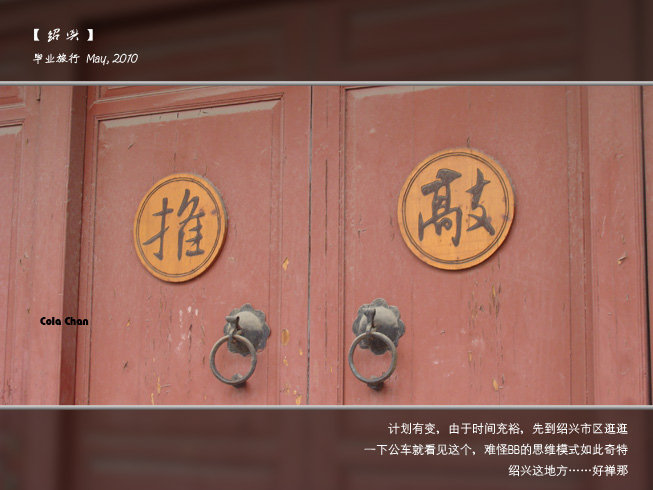 【 绍 兴 】
毕业旅行 May, 2010
推
敲
Cola Chan
计划有变，由于时间充裕，先到绍兴市区逛逛
一下公车就看见这个，难怪BB的思维模式如此奇特
绍兴这地方……好禅那